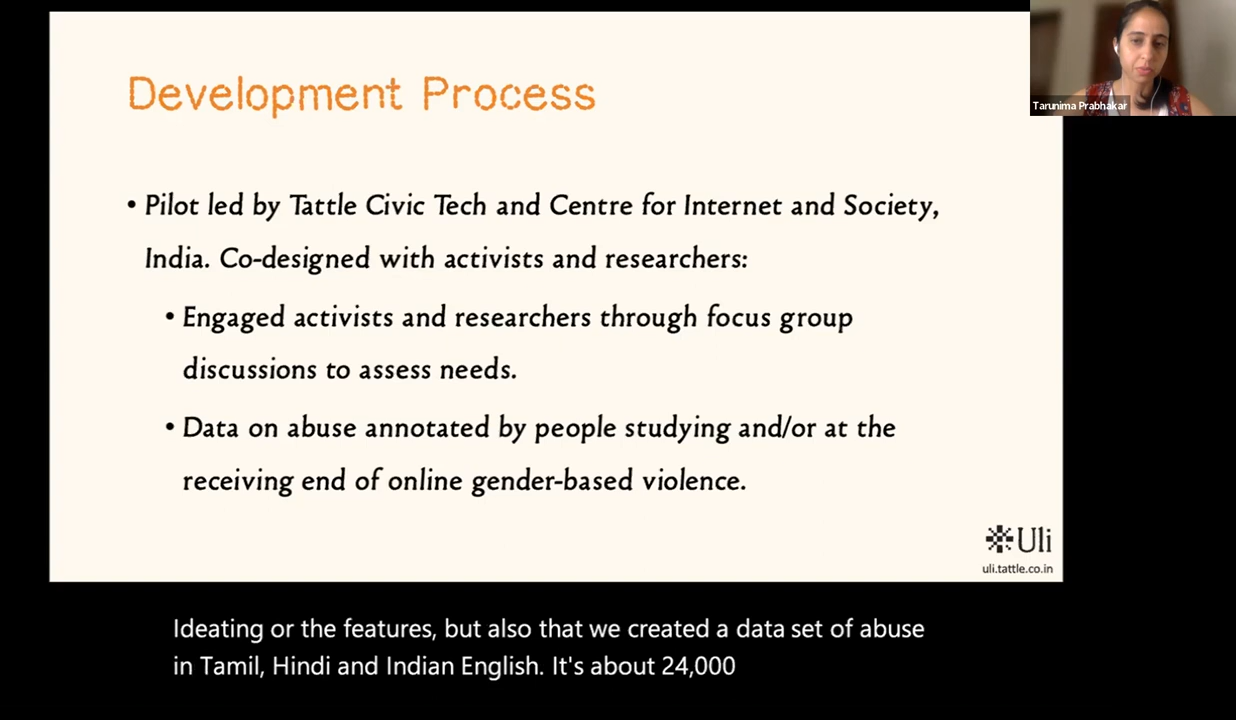 Development Process
Tarunima Prabhakar
• Pilot led by Tattle Civic Tech and Centre for Internet and Society,
India. Co-designed with activists and researchers:
• Engaged activists and researchers through focus group
discussions to assess needs.
• Data on abuse annotated by people studying and/or at the
receiving end of online gender-based violence.
Uli
uli.tattle.co.in
Ideating or the features, but also that we created a data set of abuse
in Tamil, Hindi and Indian English. It's about 24,000